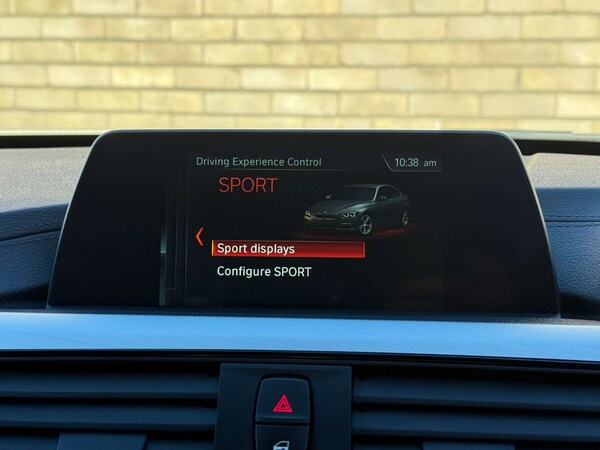 Driving Experience Control
10:38 am
SPORT
Sport displays
Configure SPORT